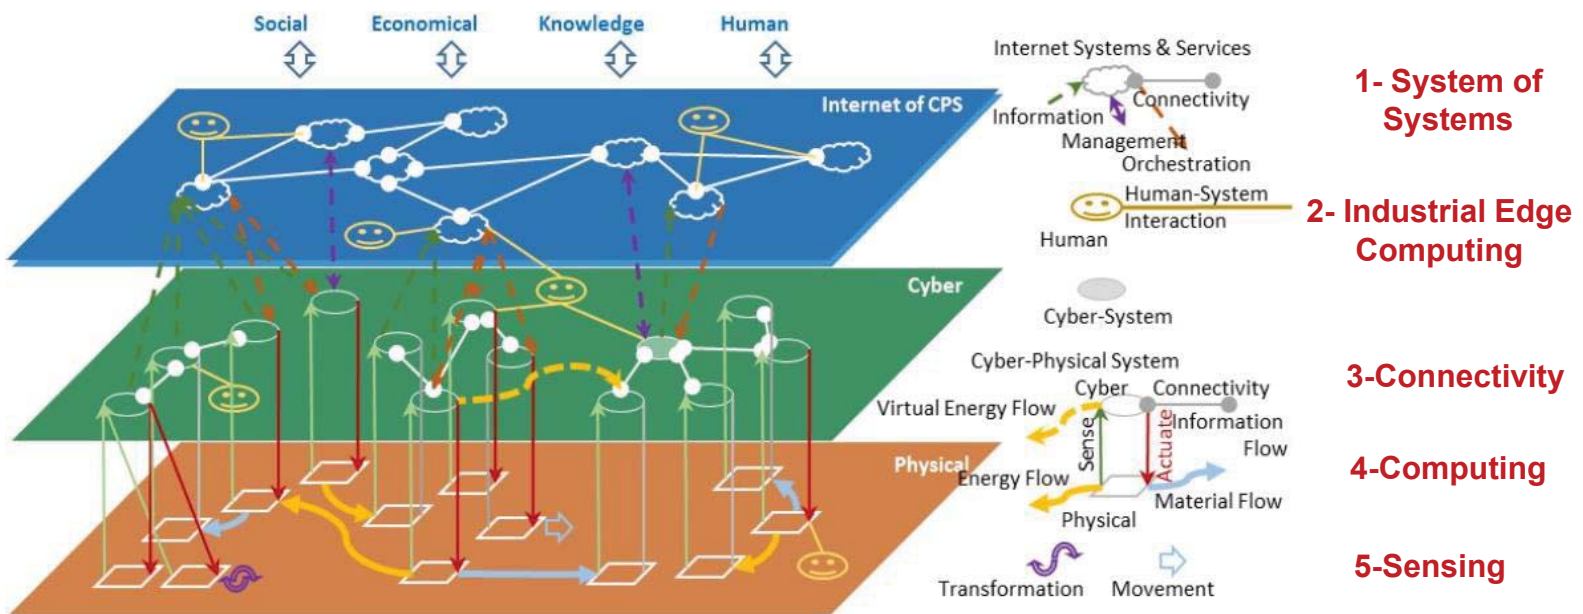 Social
Economical
Knowledge
Human
Internet of CPS
Cyber
Physical
Internet Systems & Services
Connectivity
Information
Management
Orchestration
Human-System
Interaction
Human
Cyber-System
Cyber-Physical System
Cyber
Connectivity
Virtual Energy Flow
Information
Flow
Sense
Actuate
Energy Flow
Material Flow
Physical
Transformation
Movement
1- System of
Systems
2- Industrial Edge
Computing
3-Connectivity
4-Computing
5-Sensing